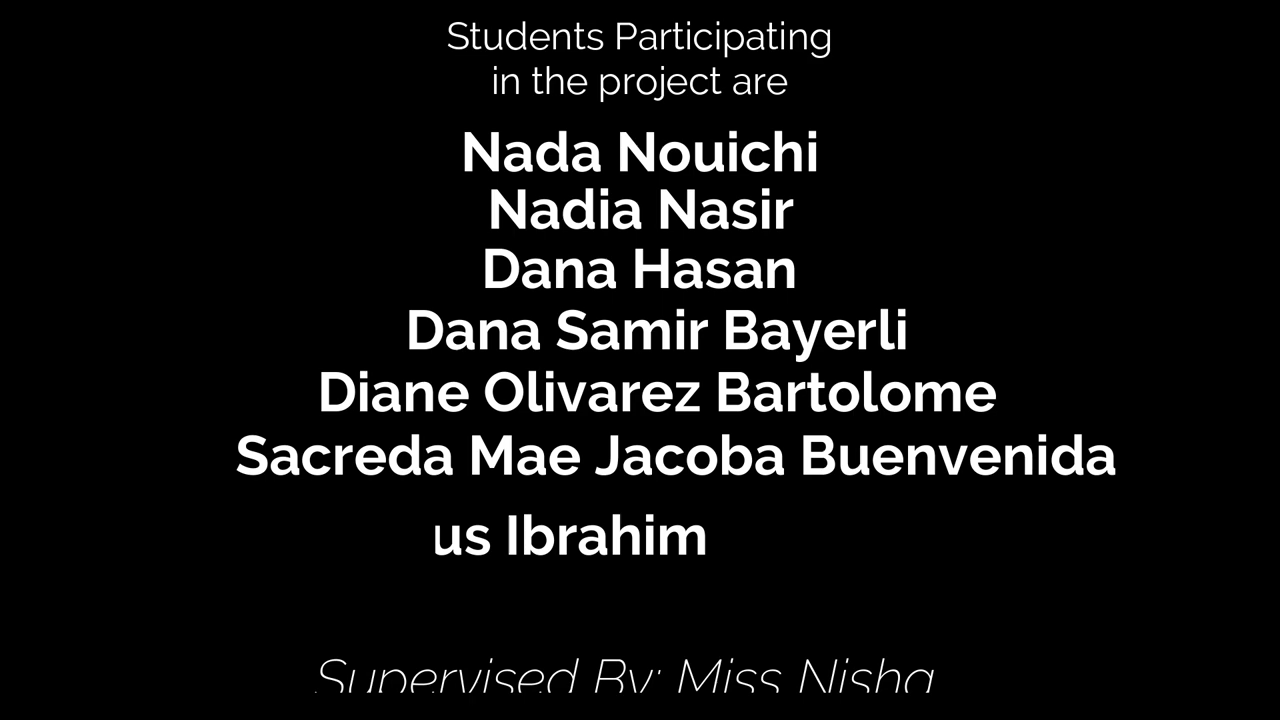 Students Participating
in the project are
Nada Nouichi
Nadia Nasir
Dana Hasan
Dana Samir Bayerli
Diane Olivarez Bartolome
Sacreda Mae Jacoba Buenvenida
us Ibrahim
Supervised By: Miss Nisha